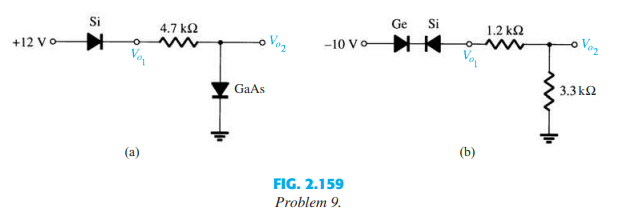 Si
4.7 kΩ
+12 V
Vo1
Vo2
GaAs
(a)
Ge Si
1.2 kΩ
–10 V
Vo1
Vo2
3.3 kΩ
(b)
FIG. 2.159
Problem 9.